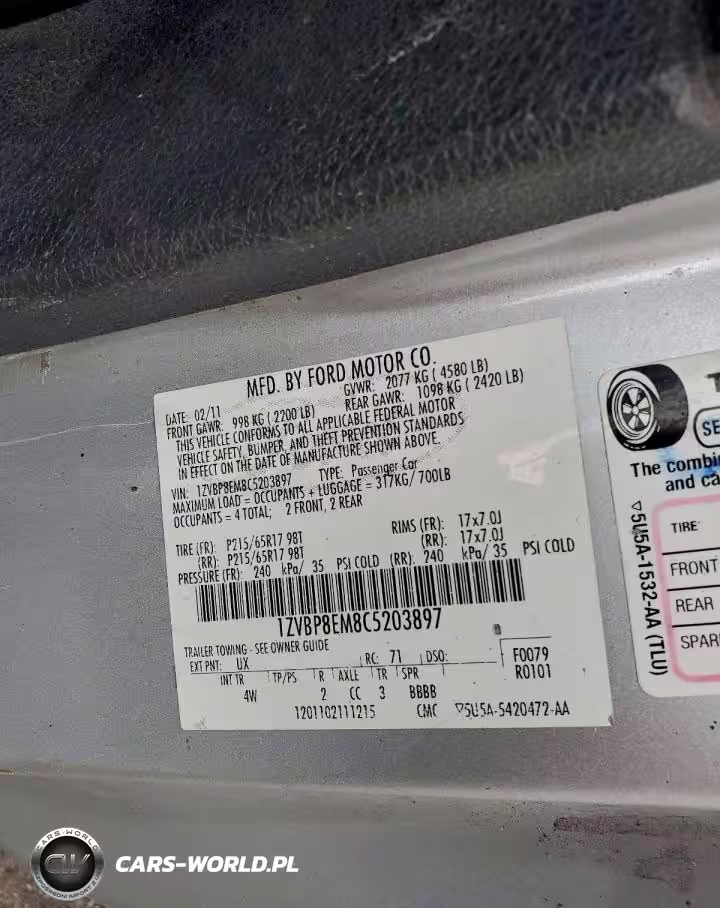 MFD. BY FORD MOTOR CO.
DATE: 02/11 GVWR: 2077 KG ( 4580 LB)
FRONT GAWR: 998 KG ( 2200 LB) REAR GAWR: 1098 KG ( 2420 LB)
THIS VEHICLE CONFORMS TO ALL APPLICABLE FEDERAL MOTOR
VEHICLE SAFETY, BUMPER, AND THEFT PREVENTION STANDARDS
IN EFFECT ON THE DATE OF MANUFACTURE SHOWN ABOVE.
VIN: 1ZVBP8EM8C5203897 TYPE: Passenger Car
MAXIMUM LOAD = OCCUPANTS + LUGGAGE = 317KG/ 700LB
OCCUPANTS = 4 TOTAL; 2 FRONT, 2 REAR
TIRE (FR): P215/65R17 98T RIMS (FR): 17x7.0J
(RR): P215/65R17 98T (RR): 17x7.0J
PRESSURE (FR): 240 kPa/ 35 PSI COLD (RR): 240 kPa/ 35 PSI COLD
1ZVBP8EM8C5203897
TRAILER TOWING - SEE OWNER GUIDE
EXT PNT: UX RC: 71 DSO: F0079
INT TR TP/PS R AXLE TR SPR R0101
4W 2 CC 3 BBBB
1201102111215 CMC ▽5U5A-5420472-AA
T
SE
The combin
and ca
▽5U5A-1532-AA (TLU)
TIRE
FRONT
REAR
SPAR
CARS-WORLD
CW
CARS-WORLD.PL